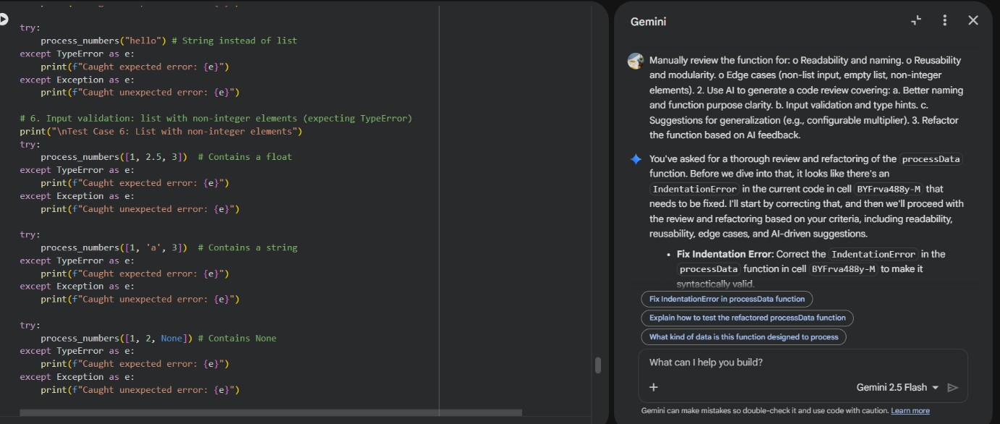 try:
    process_numbers("hello") # String instead of list
except TypeError as e:
    print(f"Caught expected error: {e}")
except Exception as e:
    print(f"Caught unexpected error: {e}")
# 6. Input validation: list with non-integer elements (expecting TypeError)
print("\nTest Case 6: List with non-integer elements")
try:
    process_numbers([1, 2.5, 3])  # Contains a float
except TypeError as e:
    print(f"Caught expected error: {e}")
except Exception as e:
    print(f"Caught unexpected error: {e}")
try:
    process_numbers([1, 'a', 3])  # Contains a string
except TypeError as e:
    print(f"Caught expected error: {e}")
except Exception as e:
    print(f"Caught unexpected error: {e}")
try:
    process_numbers([1, 2, None]) # Contains None
except TypeError as e:
    print(f"Caught expected error: {e}")
except Exception as e:
    print(f"Caught unexpected error: {e}")
Gemini
Manually review the function for: o Readability and naming. o Reusability
and modularity. o Edge cases (non-list input, empty list, non-integer
elements). 2. Use AI to generate a code review covering: a. Better naming
and function purpose clarity. b. Input validation and type hints. c.
Suggestions for generalization (e.g., configurable multiplier). 3. Refactor
the function based on AI feedback.
You've asked for a thorough review and refactoring of the processData
function. Before we dive into that, it looks like there's an
IndentationError in the current code in cell BYFrva488y-M that
needs to be fixed. I'll start by correcting that, and then we'll proceed with
the review and refactoring based on your criteria, including readability,
reusability, edge cases, and AI-driven suggestions.
• Fix Indentation Error: Correct the IndentationError in the
processData function in cell BYFrva488y-M to make it
syntactically valid.
Fix IndentationError in processData function
Explain how to test the refactored processData function
What kind of data is this function designed to process
What can I help you build?
+ Gemini 2.5 Flash
Gemini can make mistakes so double-check it and use code with caution. Learn more